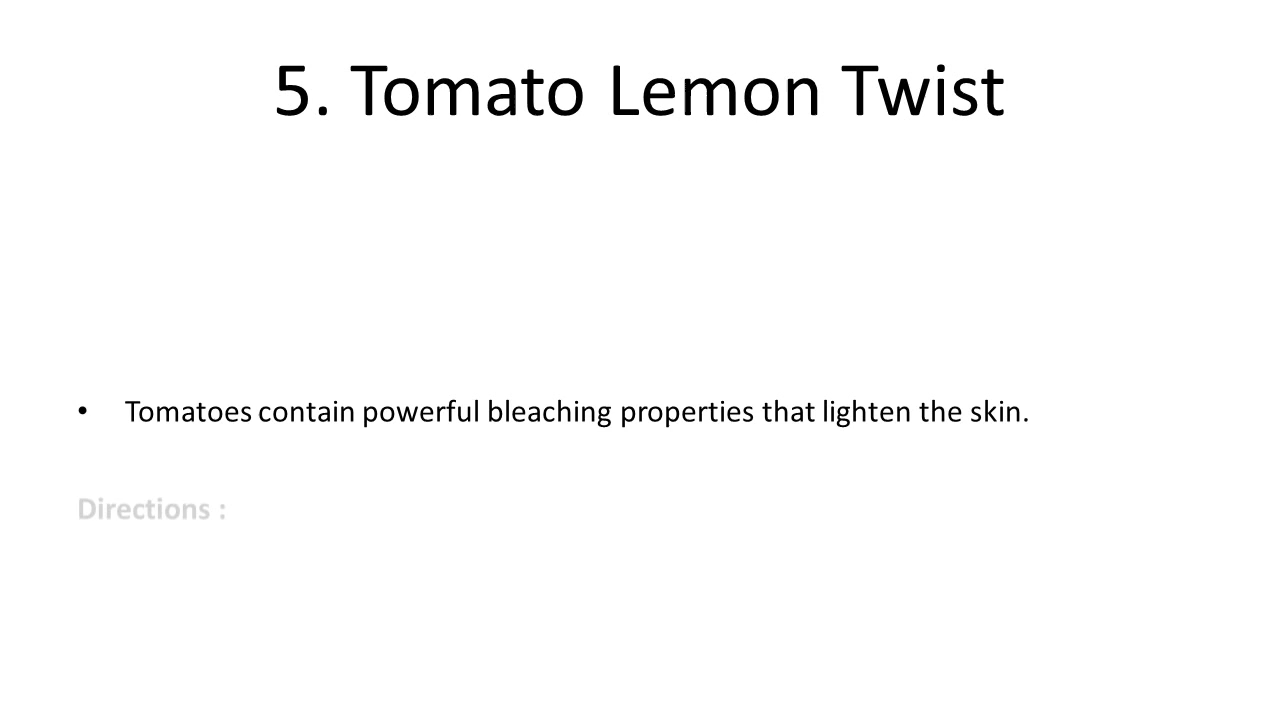 5. Tomato Lemon Twist
• Tomatoes contain powerful bleaching properties that lighten the skin.
Directions :